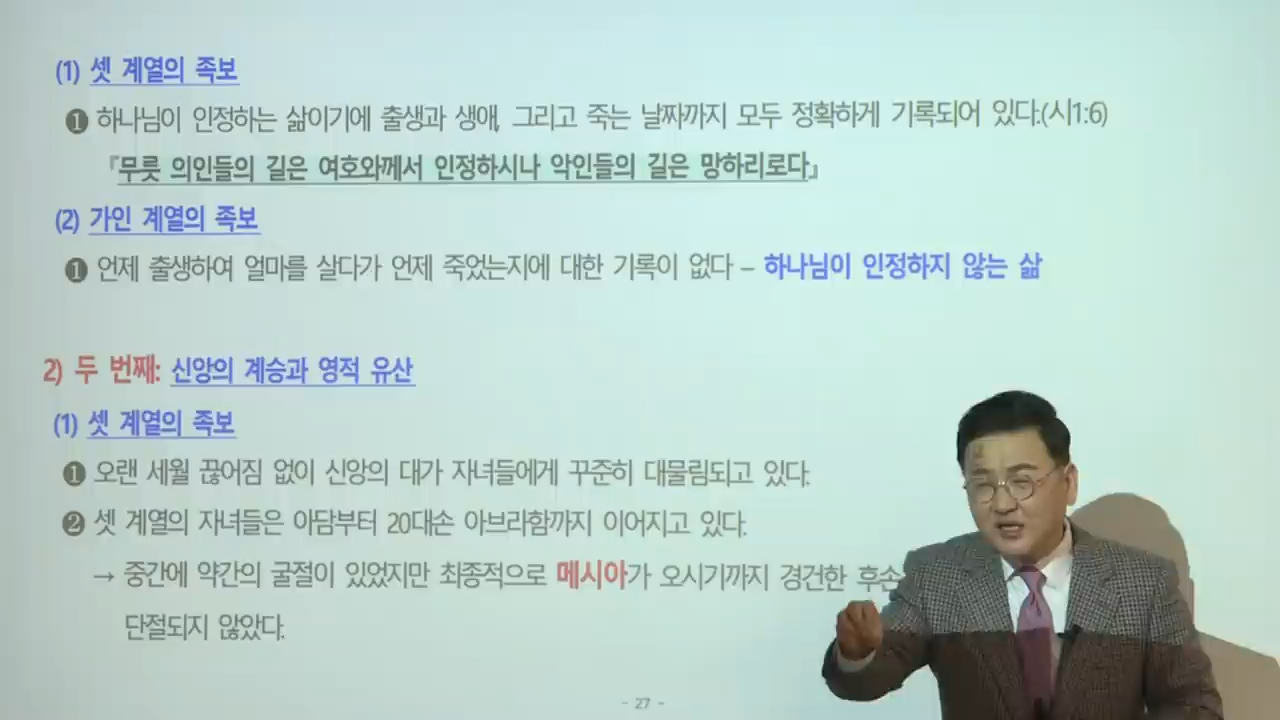 (1) 셋 계열의 족보
❶ 하나님이 인정하는 삶이기에 출생과 생애, 그리고 죽는 날짜까지 모두 정확하게 기록되어 있다.(시1:6)
『무릇 의인들의 길은 여호와께서 인정하시나 악인들의 길은 망하리로다』
(2) 가인 계열의 족보
❶ 언제 출생하여 얼마를 살다가 언제 죽었는지에 대한 기록이 없다 – 하나님이 인정하지 않는 삶
2) 두 번째: 신앙의 계승과 영적 유산
(1) 셋 계열의 족보
❶ 오랜 세월 끊어짐 없이 신앙의 대가 자녀들에게 꾸준히 대물림되고 있다.
❷ 셋 계열의 자녀들은 아담부터 20대손 아브라함까지 이어지고 있다.
→ 중간에 약간의 굴절이 있었지만 최종적으로 메시아가 오시기까지 경건한 후손
단절되지 않았다.
- 27 -